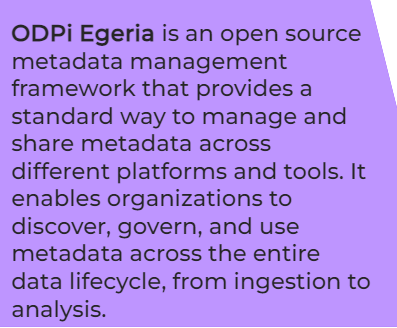 ODPi Egeria is an open source
metadata management
framework that provides a
standard way to manage and
share metadata across
different platforms and tools. It
enables organizations to
discover, govern, and use
metadata across the entire
data lifecycle, from ingestion to
analysis.